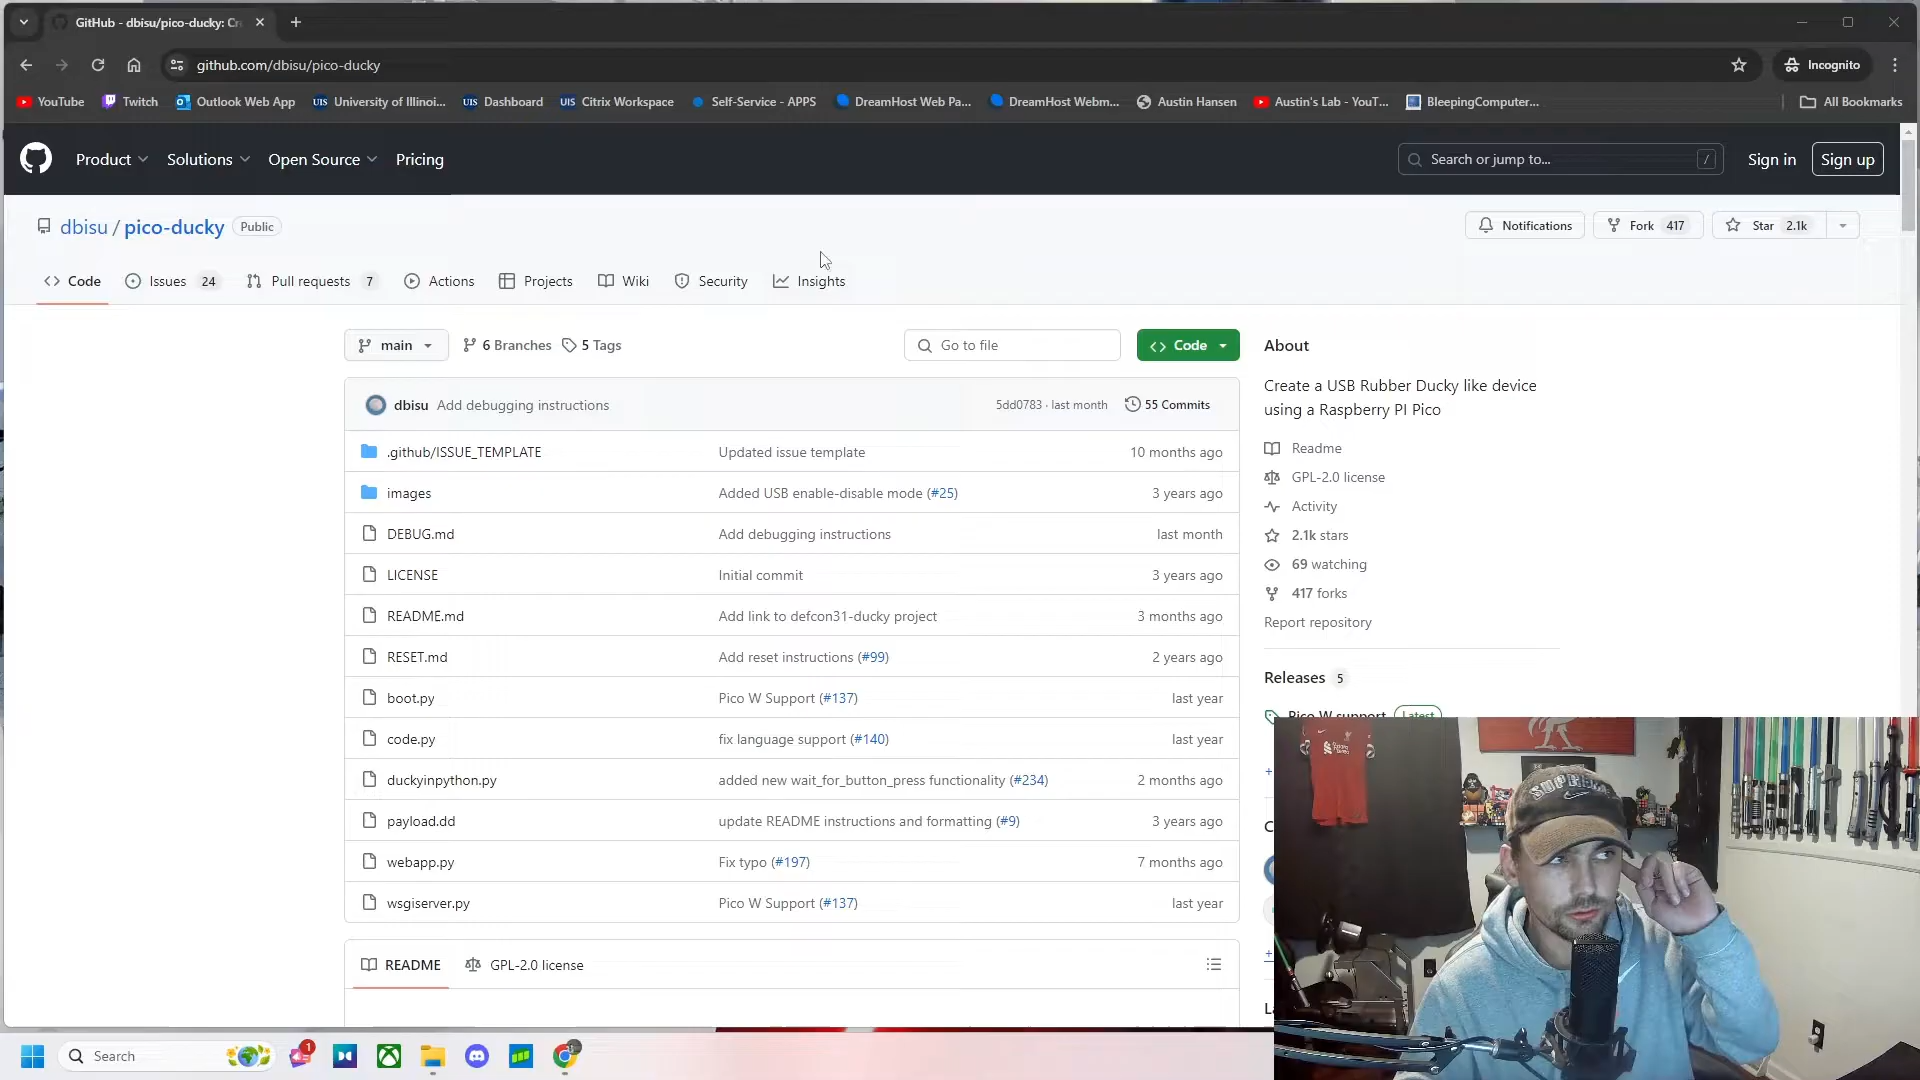 GitHub - dbisu/pico-ducky: Cr
github.com/dbisu/pico-ducky
Incognito
YouTube
Twitch
Outlook Web App
UIS University of Illinoi...
UIS Dashboard
UIS Citrix Workspace
Self-Service - APPS
DreamHost Web Pa...
DreamHost Webm...
Austin Hansen
Austin's Lab - YouT...
BleepingComputer...
All Bookmarks
Product
Solutions
Open Source
Pricing
Search or jump to...
/
Sign in
Sign up
dbisu / pico-ducky Public
Notifications
Fork 417
Star 2.1k
Code
Issues 24
Pull requests 7
Actions
Projects
Wiki
Security
Insights
main
6 Branches
5 Tags
Go to file
Code
dbisu Add debugging instructions 5dd0783 · last month 55 Commits
.github/ISSUE_TEMPLATE Updated issue template 10 months ago
images Added USB enable-disable mode (#25) 3 years ago
DEBUG.md Add debugging instructions last month
LICENSE Initial commit 3 years ago
README.md Add link to defcon31-ducky project 3 months ago
RESET.md Add reset instructions (#99) 2 years ago
boot.py Pico W Support (#137) last year
code.py fix language support (#140) last year
duckyinpython.py added new wait_for_button_press functionality (#234) 2 months ago
payload.dd update README instructions and formatting (#9) 3 years ago
webapp.py Fix typo (#197) 7 months ago
wsgiserver.py Pico W Support (#137) last year
README
GPL-2.0 license
About
Create a USB Rubber Ducky like device
using a Raspberry PI Pico
Readme
GPL-2.0 license
Activity
2.1k stars
69 watching
417 forks
Report repository
Releases 5
Pico W support Latest
+
C
+
La
Search
1